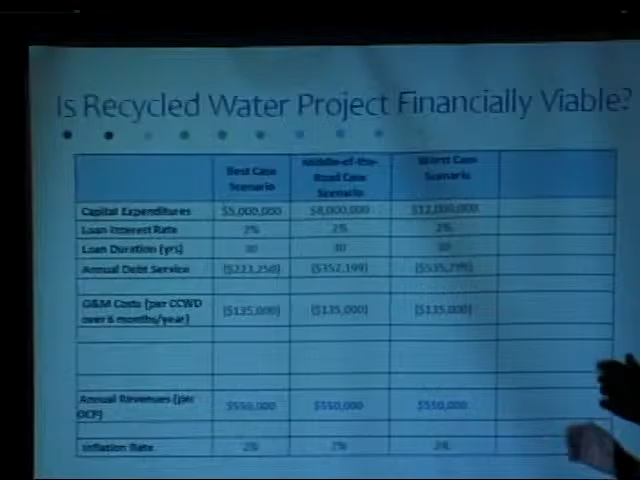 Is Recycled Water Project Financially Viable?
Best Case Scenario
Middle-of-the-Road Case Scenario
Worst Case Scenario
Capital Expenditures $5,000,000 $8,000,000 $12,000,000
Loan Interest Rate 2% 2% 2%
Loan Duration (yrs) 30 30 30
Annual Debt Service ($223,250) ($357,199)
O&M Costs (per CCWD over 6 months/year) ($135,000) ($135,000) ($135,000)
Annual Revenues (per $550,000 $550,000 $550,000
Inflation Rate 2% 2% 2%